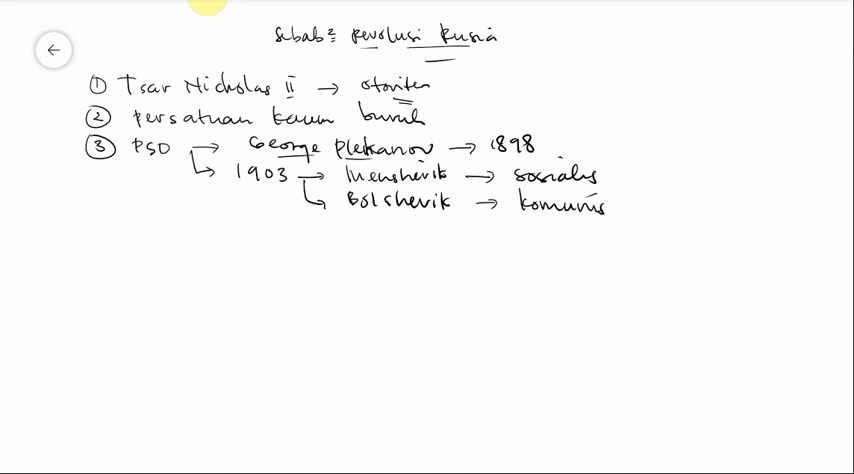 Sebab² Revolusi Rusia
① Tsar Nicholas II → otoriter
② Persatuan kaum buruh
③ PSD → George Plekanov → 1898
↳ 1903 → Menshevik → sosialis
↳ Bolshevik → komunis